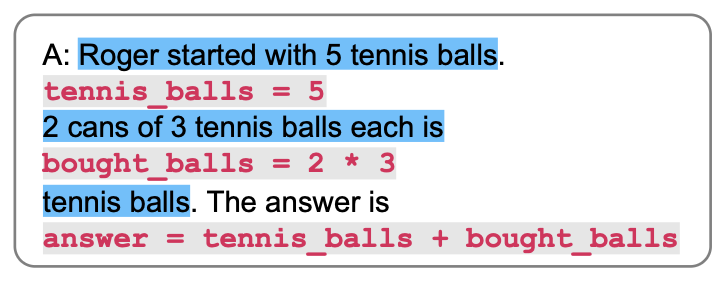 A: Roger started with 5 tennis balls.
tennis_balls = 5
2 cans of 3 tennis balls each is
bought_balls = 2 * 3
tennis balls. The answer is
answer = tennis_balls + bought_balls